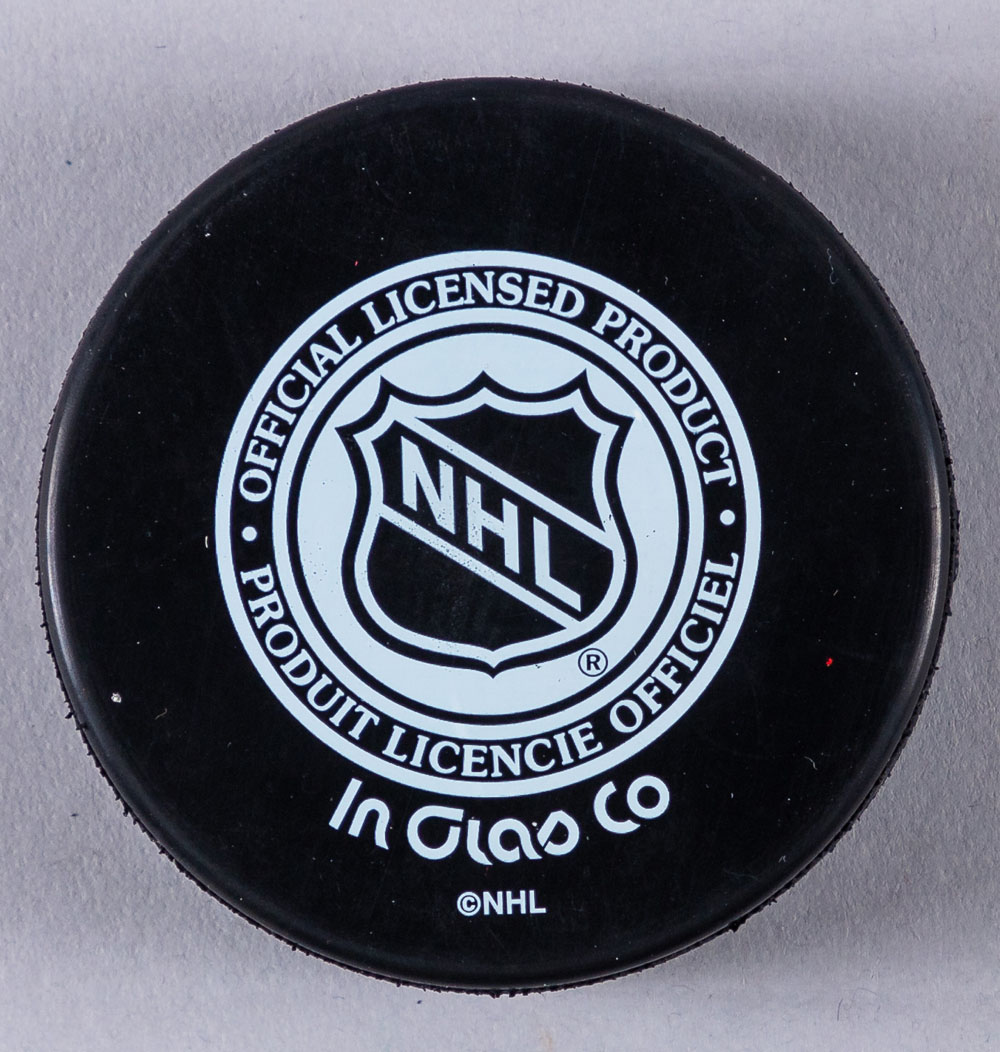 • OFFICIAL LICENSED PRODUCT •
NHL
®
PRODUIT LICENCIE OFFICIEL
In Glas Co
©NHL